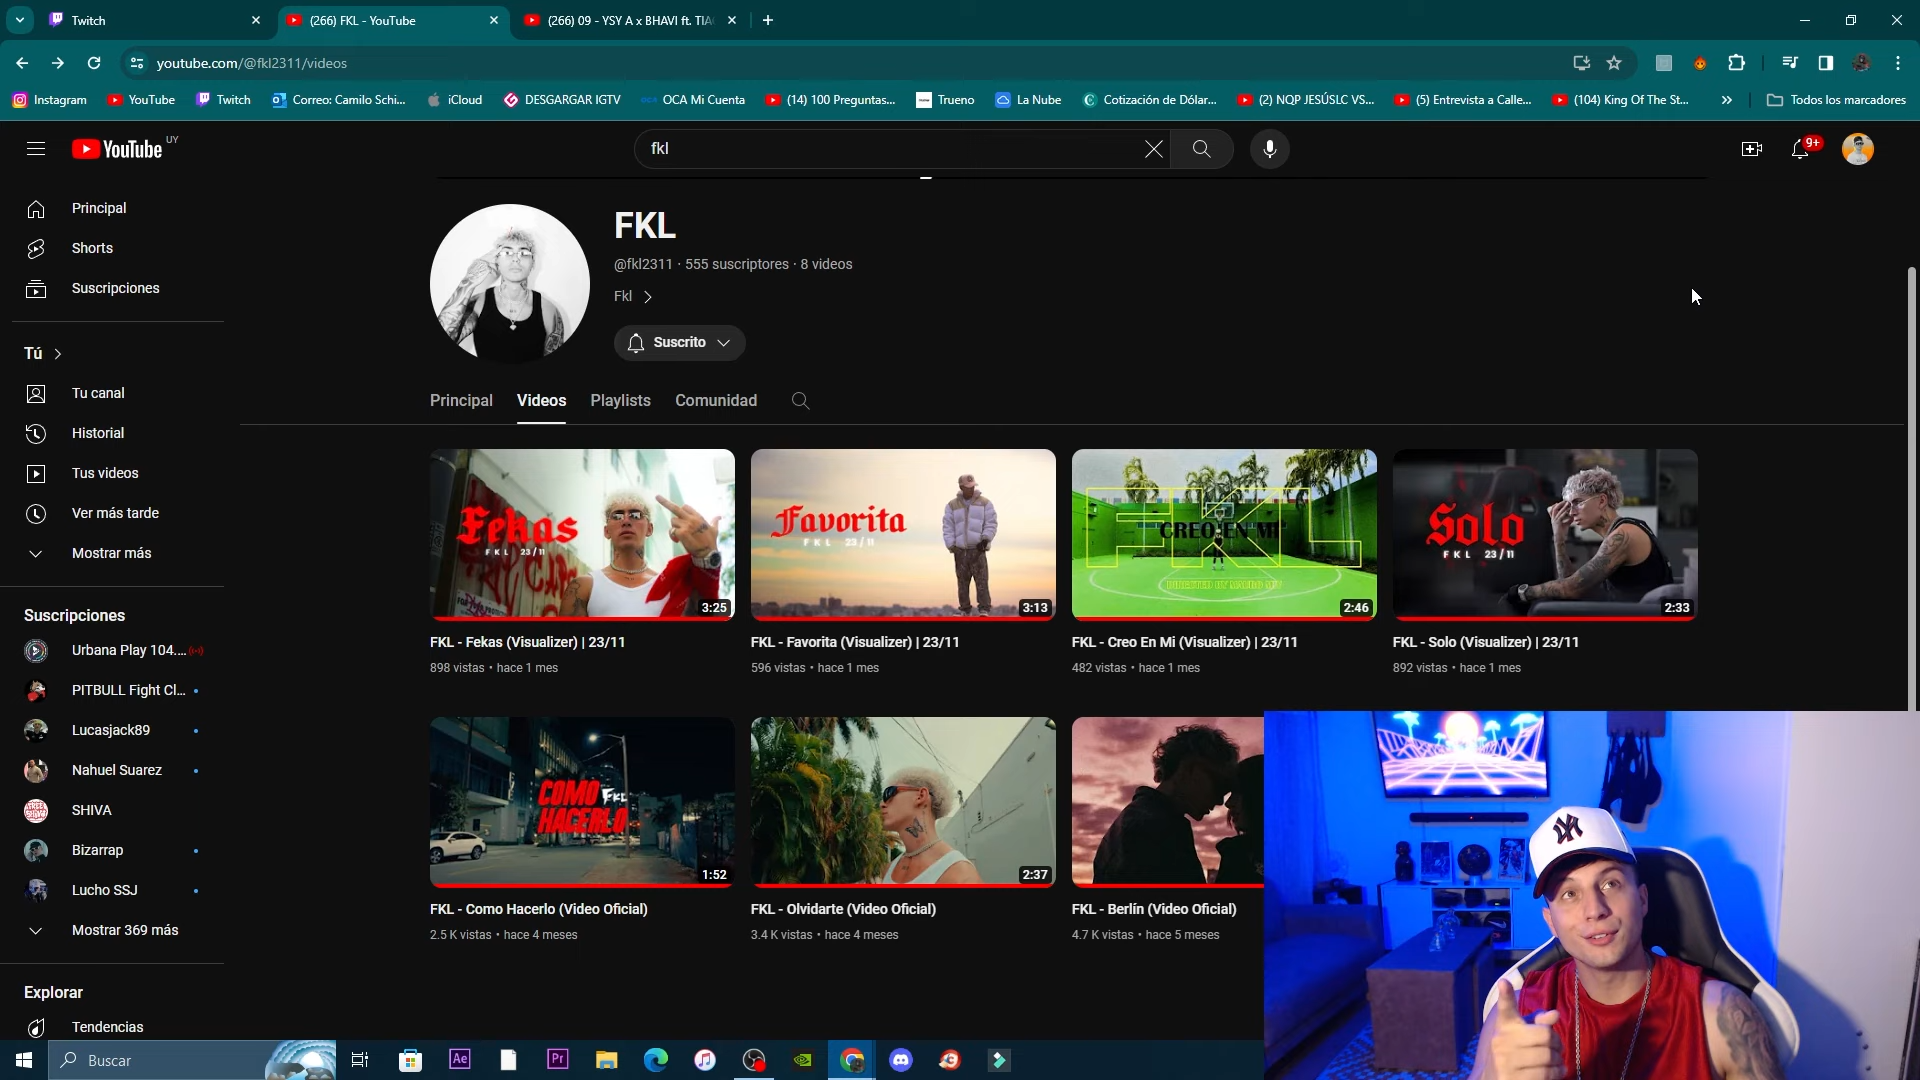 Twitch
(266) FKL - YouTube
(266) 09 - YSY A x BHAVI ft. TIA
youtube.com/@fkl2311/videos
Instagram
YouTube
Twitch
Correo: Camilo Schi...
iCloud
DESGARGAR IGTV
OCA Mi Cuenta
(14) 100 Preguntas...
Trueno
La Nube
Cotización de Dólar...
(2) NQP JESÚSLC VS...
(5) Entrevista a Calle...
(104) King Of The St...
Todos los marcadores
YouTube UY
fkl
9+
Principal
Shorts
Suscripciones
Tú
Tu canal
Historial
Tus videos
Ver más tarde
Mostrar más
Suscripciones
Urbana Play 104....
PITBULL Fight Cl...
Lucasjack89
Nahuel Suarez
SHIVA
Bizarrap
Lucho SSJ
Mostrar 369 más
Explorar
Tendencias
FKL
@fkl2311 · 555 suscriptores · 8 videos
Fkl
Suscrito
Principal
Videos
Playlists
Comunidad
Fekas
FKL 23/11
3:25
FKL - Fekas (Visualizer) | 23/11
898 vistas • hace 1 mes
Favorita
FKL 23/11
3:13
FKL - Favorita (Visualizer) | 23/11
596 vistas • hace 1 mes
FKL
CREO EN MI
2:46
FKL - Creo En Mi (Visualizer) | 23/11
482 vistas • hace 1 mes
Solo
FKL 23/11
2:33
FKL - Solo (Visualizer) | 23/11
892 vistas • hace 1 mes
COMO FKL
HACERLO
1:52
FKL - Como Hacerlo (Video Oficial)
2.5 K vistas • hace 4 meses
2:37
FKL - Olvidarte (Video Oficial)
3.4 K vistas • hace 4 meses
FKL - Berlín (Video Oficial)
4.7 K vistas • hace 5 meses
Buscar
Ae
Pr